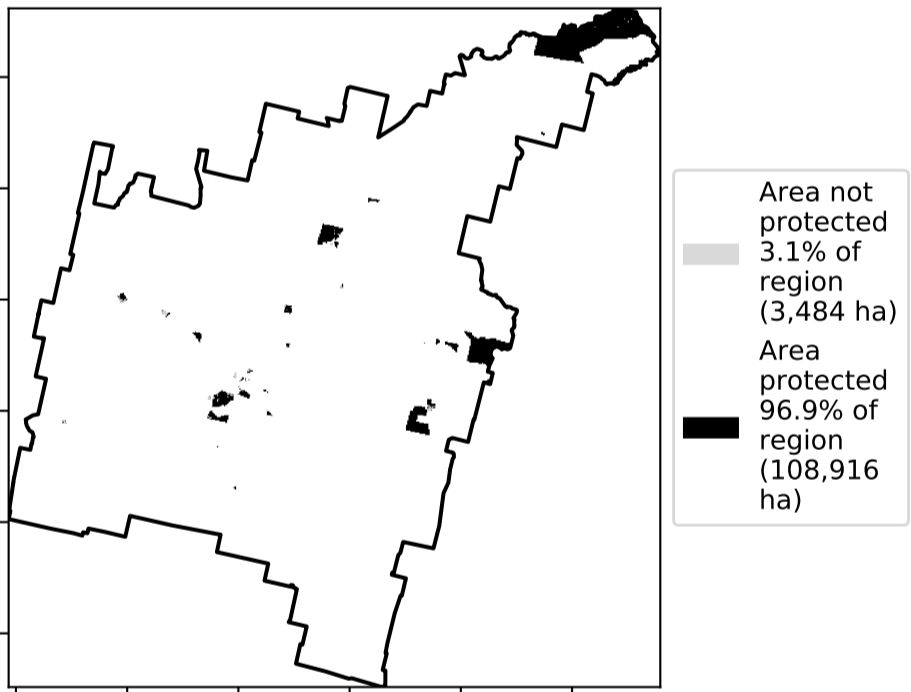 Area not
protected
3.1% of
region
(3,484 ha)
Area
protected
96.9% of
region
(108,916
ha)